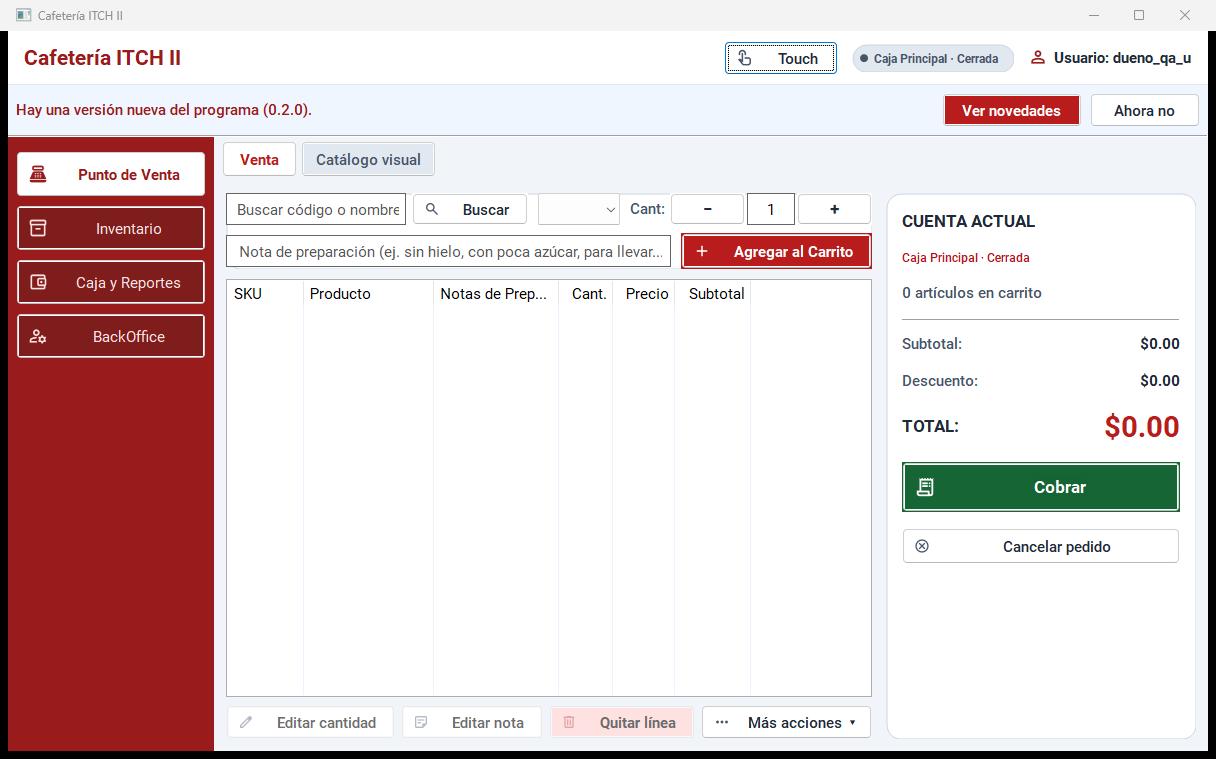 Cafetería ITCH II
Cafetería ITCH II
Touch
Caja Principal · Cerrada
Usuario: dueno_qa_u
Hay una versión nueva del programa (0.2.0).
Ver novedades
Ahora no
Punto de Venta
Inventario
Caja y Reportes
BackOffice
Venta
Catálogo visual
Buscar código o nombre
Buscar
Cant:
−
1
+
Nota de preparación (ej. sin hielo, con poca azúcar, para llevar...
+ Agregar al Carrito
SKU Producto Notas de Prep... Cant. Precio Subtotal
Editar cantidad
Editar nota
Quitar línea
Más acciones
CUENTA ACTUAL
Caja Principal · Cerrada
0 artículos en carrito
Subtotal: $0.00
Descuento: $0.00
TOTAL: $0.00
Cobrar
Cancelar pedido